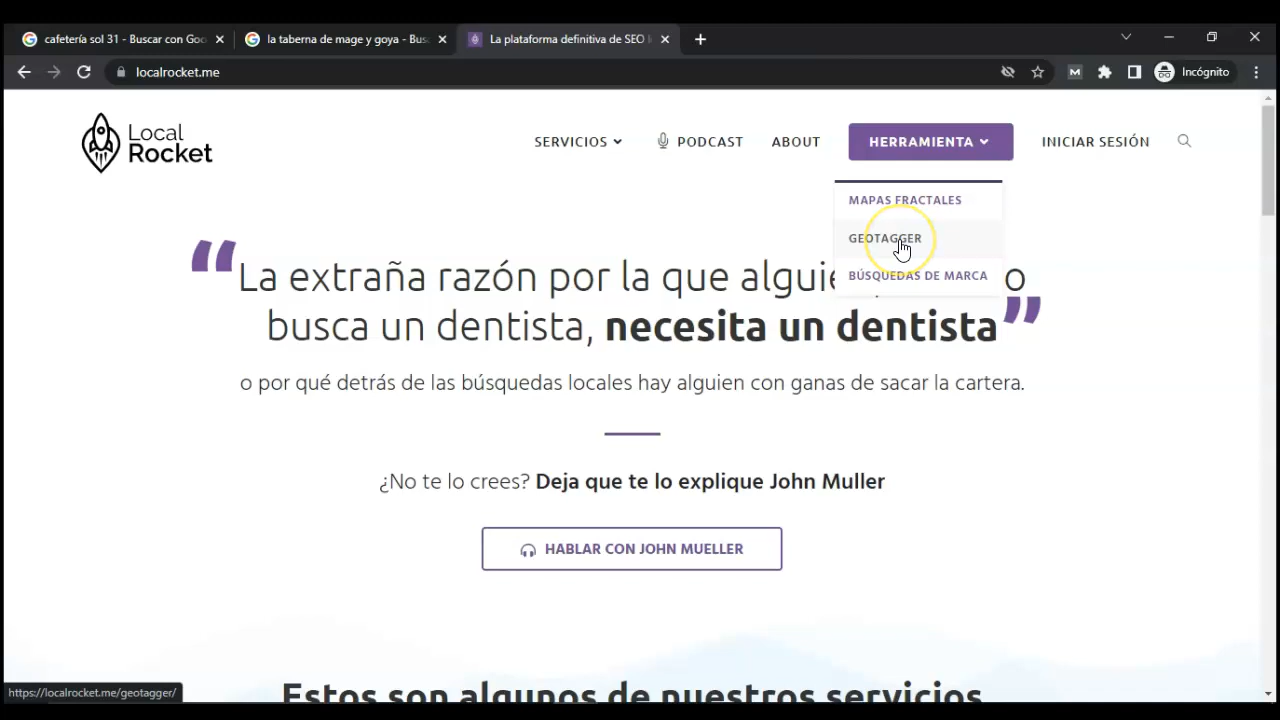 cafetería sol 31 - Buscar con Goo
la taberna de mage y goya - Bus
La plataforma definitiva de SEO l
localrocket.me
Incógnito
Local
Rocket
SERVICIOS
PODCAST
ABOUT
HERRAMIENTA
INICIAR SESIÓN
MAPAS FRACTALES
GEOTAGGER
BÚSQUEDAS DE MARCA
“La extraña razón por la que alguie o
busca un dentista, necesita un dentista”
o por qué detrás de las búsquedas locales hay alguien con ganas de sacar la cartera.
¿No te lo crees? Deja que te lo explique John Muller
HABLAR CON JOHN MUELLER
Estos son algunos de nuestros servicios
https://localrocket.me/geotagger/